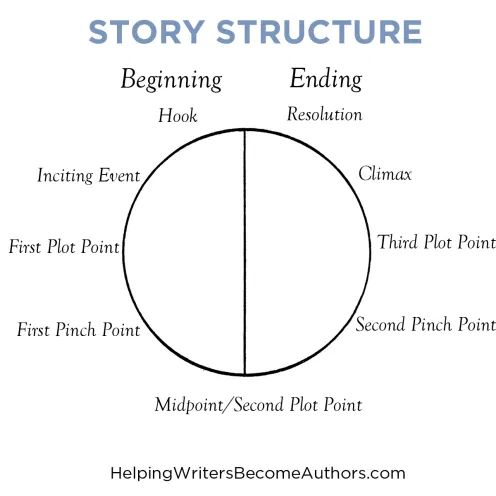 STORY STRUCTURE
Beginning
Ending
Hook
Resolution
Inciting Event
Climax
First Plot Point
Third Plot Point
First Pinch Point
Second Pinch Point
Midpoint/Second Plot Point
HelpingWritersBecomeAuthors.com